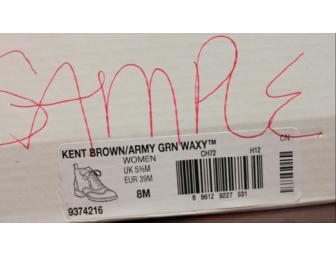 SAMPLE
KENT BROWN/ARMY GRN WAXY™
WOMEN CH72 H12 CN
UK 5½M
EUR 39M
8M
8 8612 9227 531
9374216